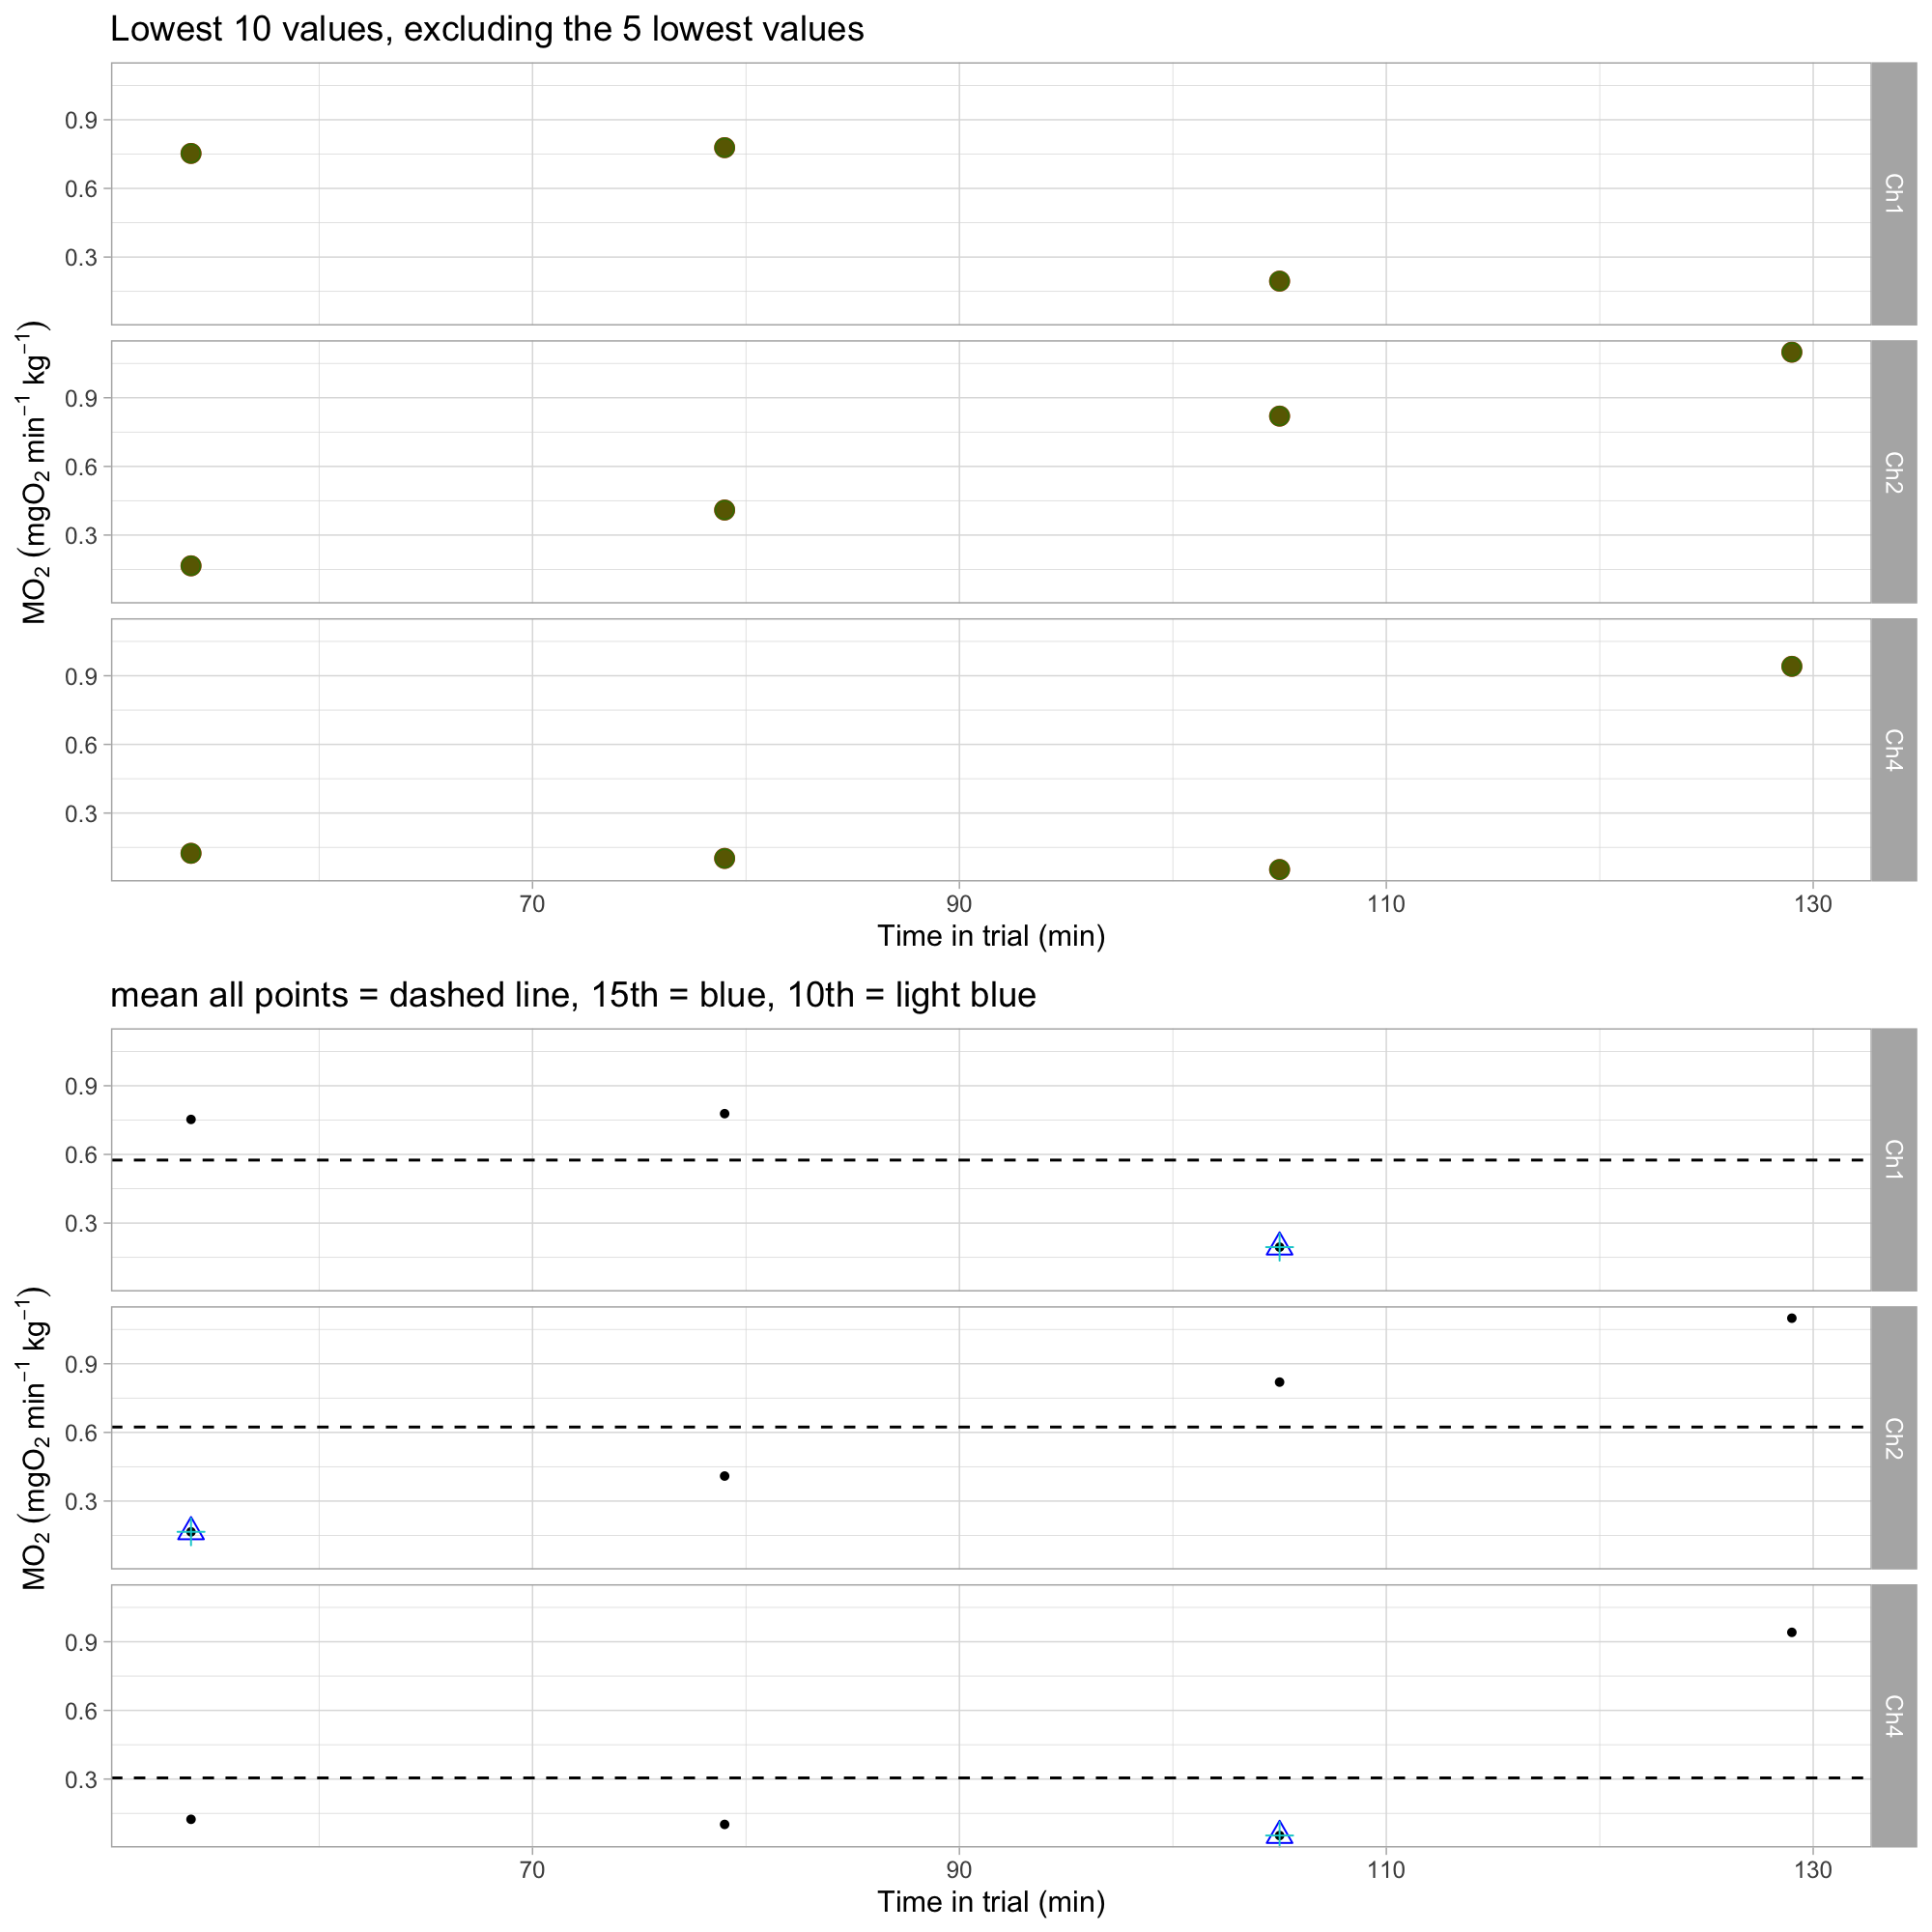 Lowest 10 values, excluding the 5 lowest values
0.9
0.6
0.3
Ch1
0.9
0.6
0.3
Ch2
0.9
0.6
0.3
Ch4
MO₂ (mgO₂ min⁻¹ kg⁻¹)
70 90 110 130
Time in trial (min)
mean all points = dashed line, 15th = blue, 10th = light blue
0.9
0.6
0.3
Ch1
0.9
0.6
0.3
Ch2
0.9
0.6
0.3
Ch4
MO₂ (mgO₂ min⁻¹ kg⁻¹)
70 90 110 130
Time in trial (min)